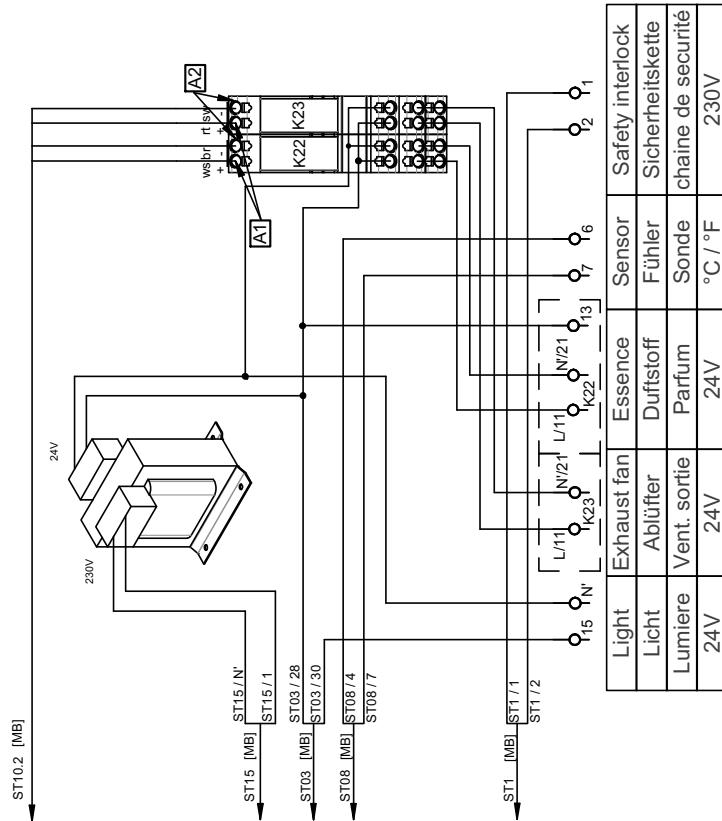 A2
ws br rt sw
+ - + -
K22 K23
A1
24V
230V
ST10.2 [MB]
ST15 / N'
ST15 / 1
ST15 [MB]
ST03 / 28
ST03 / 30
ST03 [MB]
ST08 / 4
ST08 / 7
ST08 [MB]
ST1 / 1
ST1 / 2
ST1 [MB]
15 N' 7 6 2 1
L/11 K23 N'/21
L/11 K22 N'/21 13
Light
Licht
Lumiere
24V
Exhaust fan
Ablüfter
Vent. sortie
24V
Essence
Duftstoff
Parfum
24V
Sensor
Fühler
Sonde
°C / °F
Safety interlock
Sicherheitskette
chaine de securité
230V